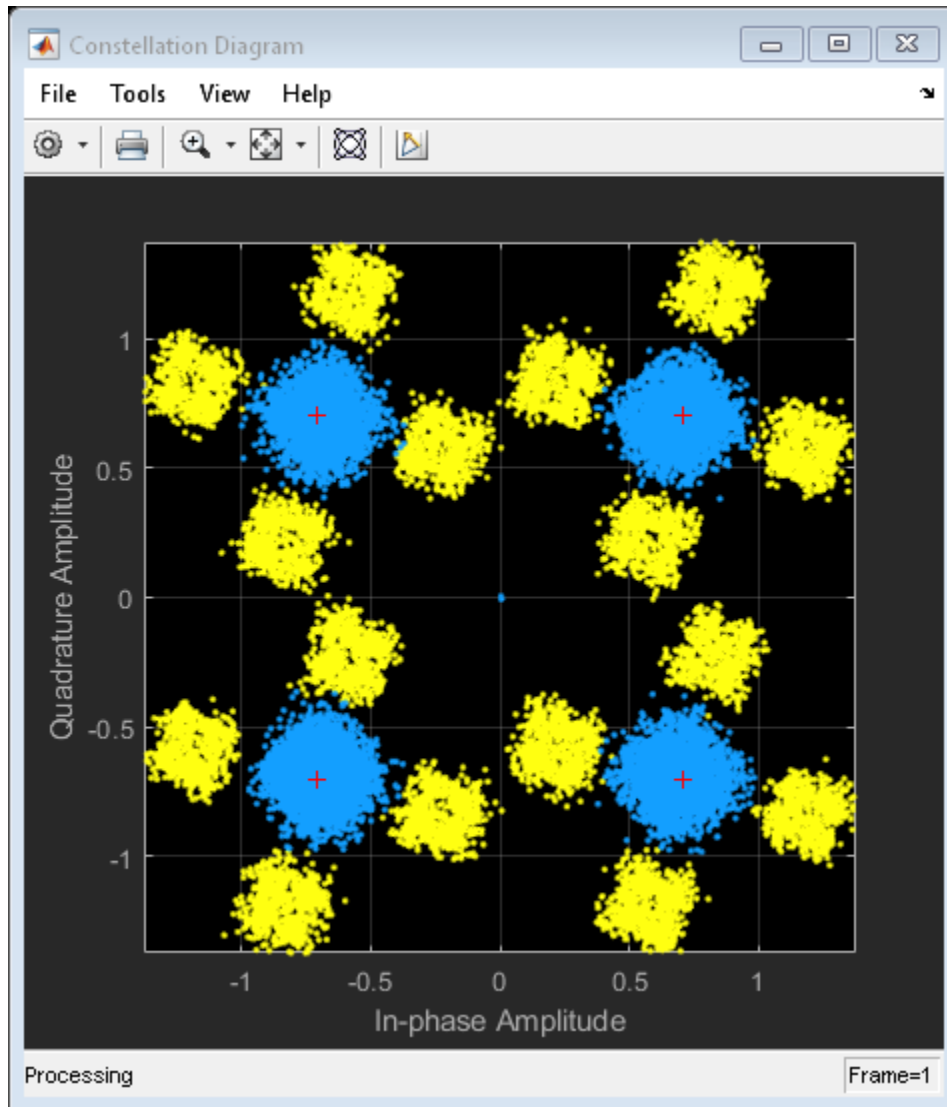 Constellation Diagram
File Tools View Help
1
0.5
0
-0.5
-1
Quadrature Amplitude
-1 -0.5 0 0.5 1
In-phase Amplitude
Processing Frame=1